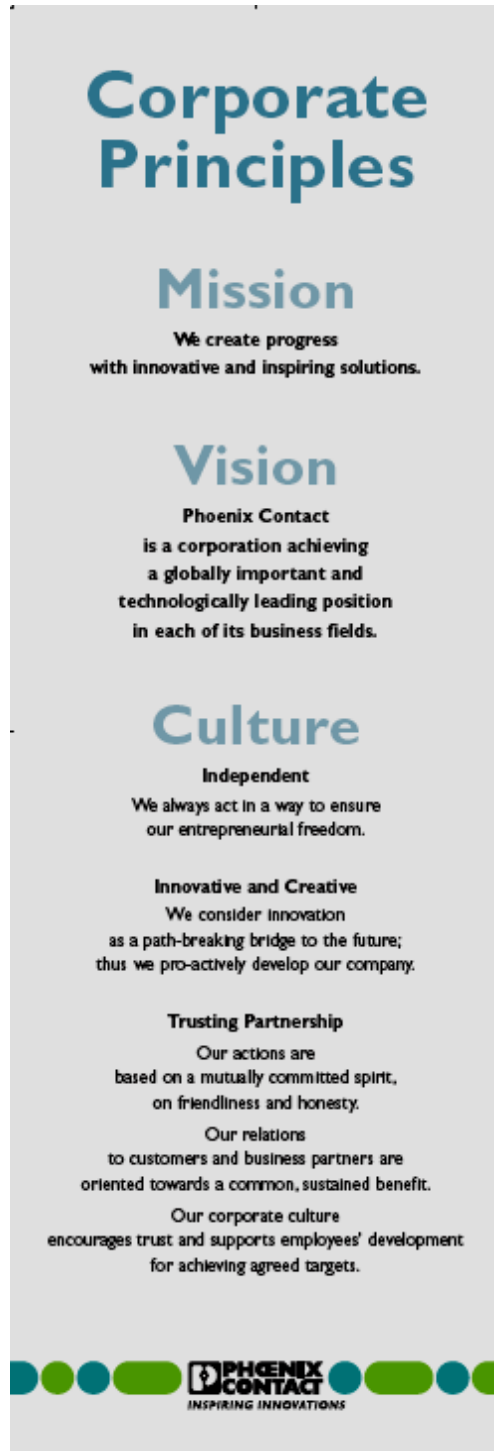 Corporate
Principles
Mission
We create progress
with innovative and inspiring solutions.
Vision
Phoenix Contact
is a corporation achieving
a globally important and
technologically leading position
in each of its business fields.
Culture
Independent
We always act in a way to ensure
our entrepreneurial freedom.
Innovative and Creative
We consider innovation
as a path-breaking bridge to the future;
thus we pro-actively develop our company.
Trusting Partnership
Our actions are
based on a mutually committed spirit,
on friendliness and honesty.
Our relations
to customers and business partners are
oriented towards a common, sustained benefit.
Our corporate culture
encourages trust and supports employees' development
for achieving agreed targets.
PHŒNIX
CONTACT
INSPIRING INNOVATIONS